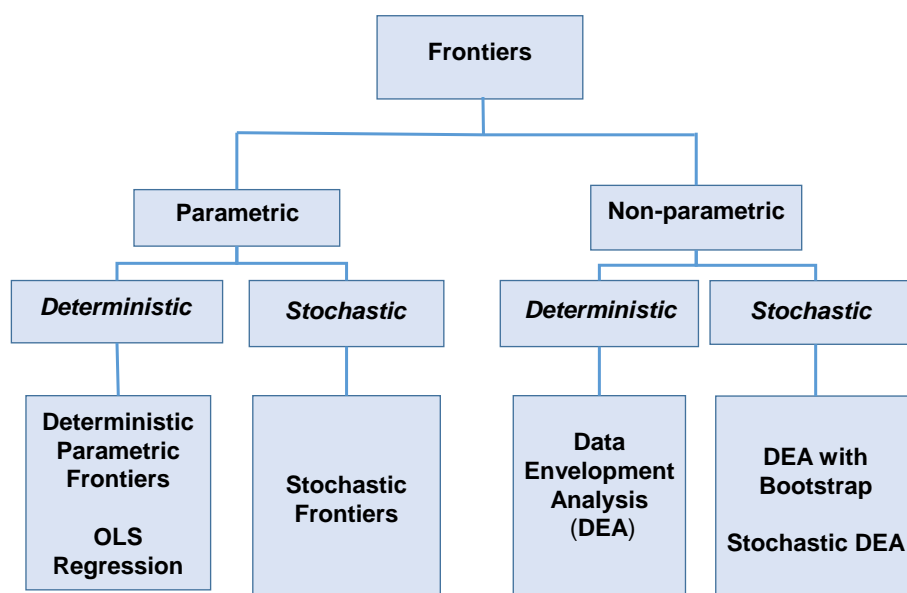 Frontiers
Parametric
Non-parametric
Deterministic
Stochastic
Deterministic
Stochastic
Deterministic
Parametric
Frontiers
OLS
Regression
Stochastic
Frontiers
Data
Envelopment
Analysis
(DEA)
DEA with
Bootstrap
Stochastic DEA